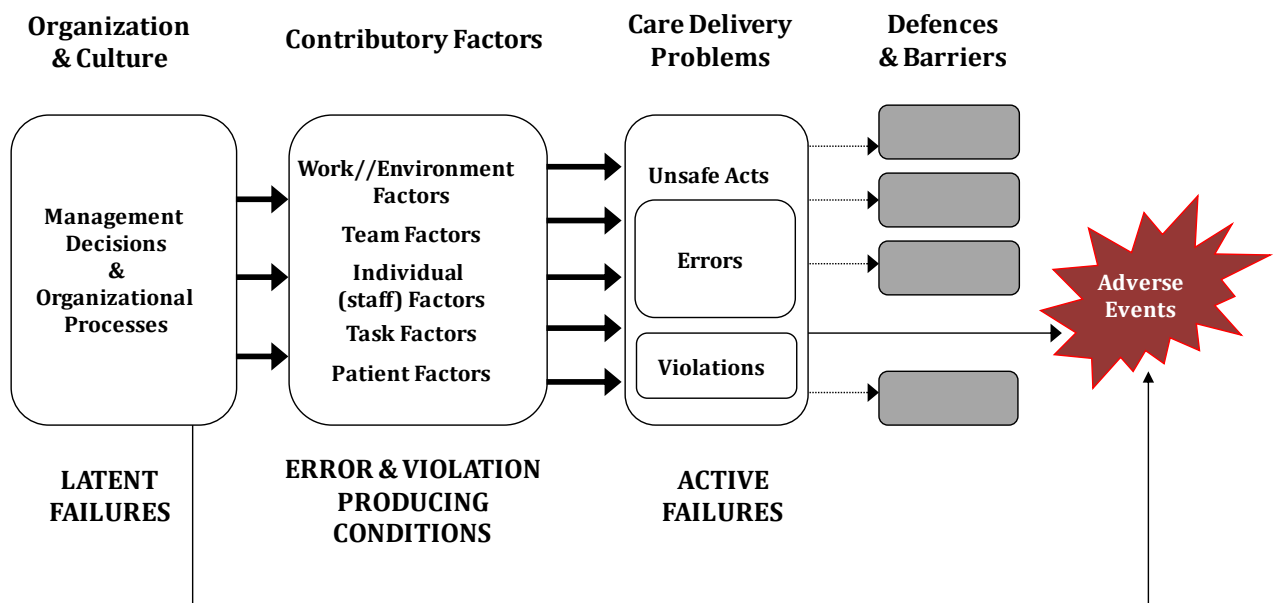 Organization
& Culture
Contributory Factors
Care Delivery
Problems
Defences
& Barriers
Management
Decisions
&
Organizational
Processes
Work//Environment
Factors
Team Factors
Individual
(staff) Factors
Task Factors
Patient Factors
Unsafe Acts
Errors
Violations
Adverse
Events
LATENT
FAILURES
ERROR & VIOLATION
PRODUCING
CONDITIONS
ACTIVE
FAILURES